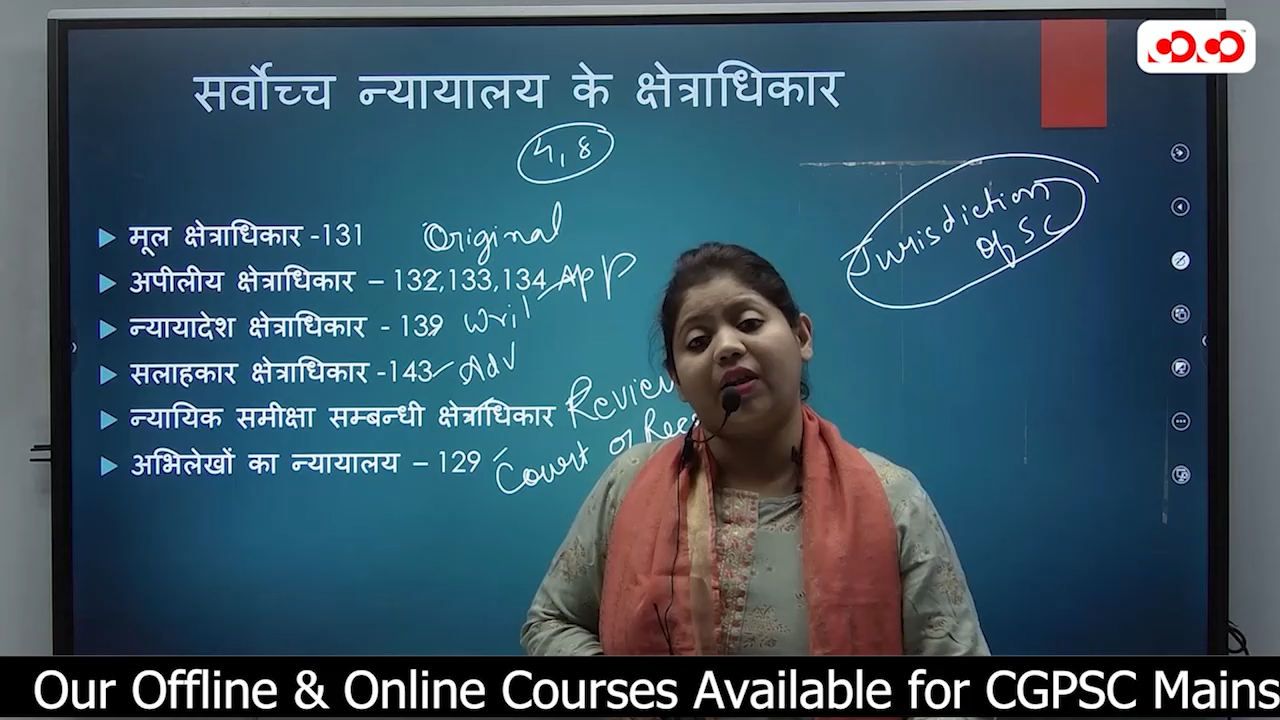 सर्वोच्च न्यायालय के क्षेत्राधिकार
4, 8
Jurisdiction
of SC
मूल क्षेत्राधिकार -131 Original
अपीलीय क्षेत्राधिकार – 132,133,134 App
न्यायादेश क्षेत्राधिकार - 139 Writ
सलाहकार क्षेत्राधिकार -143 Adv
न्यायिक समीक्षा सम्बन्धी क्षेत्राधिकार Review
अभिलेखों का न्यायालय – 129 Court of
Our Offline & Online Courses Available for CGPSC Mains